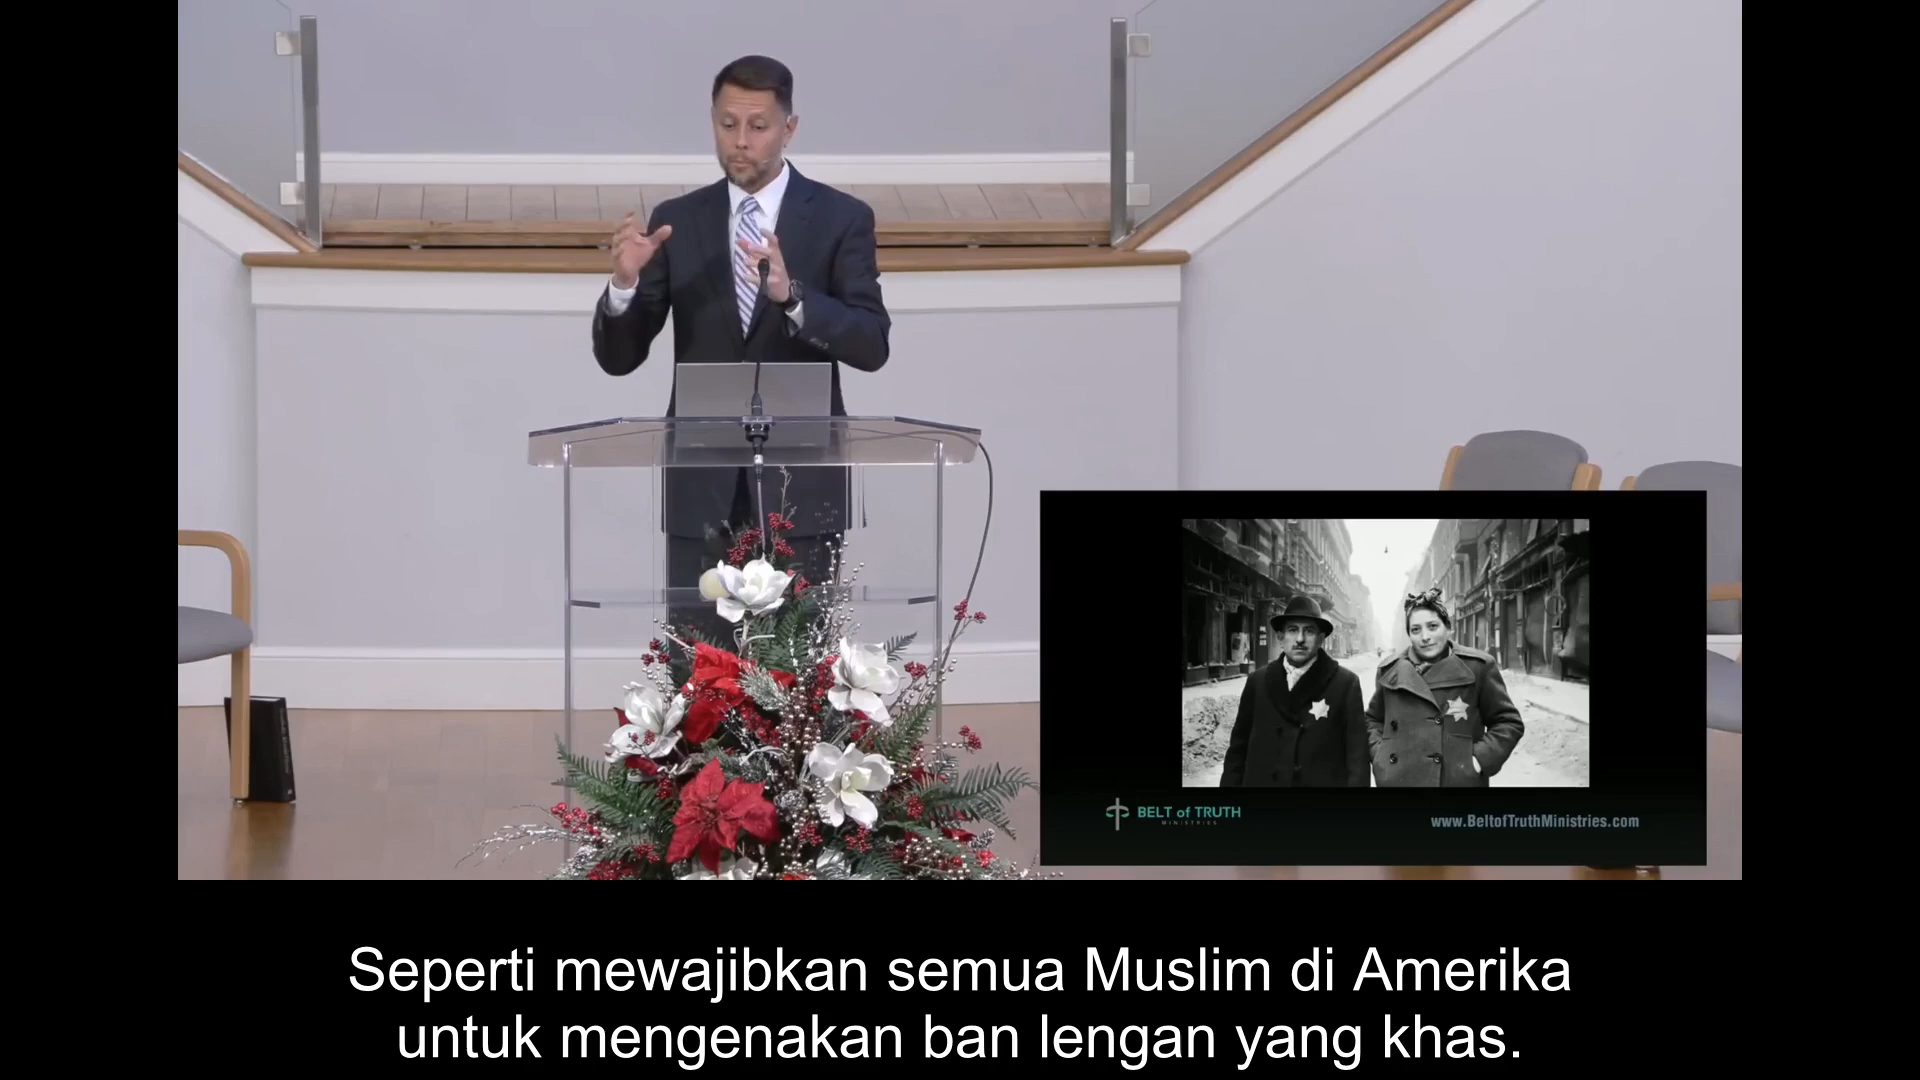 BELT of TRUTH
MINISTRIES
www.BeltofTruthMinistries.com
Seperti mewajibkan semua Muslim di Amerika
untuk mengenakan ban lengan yang khas.